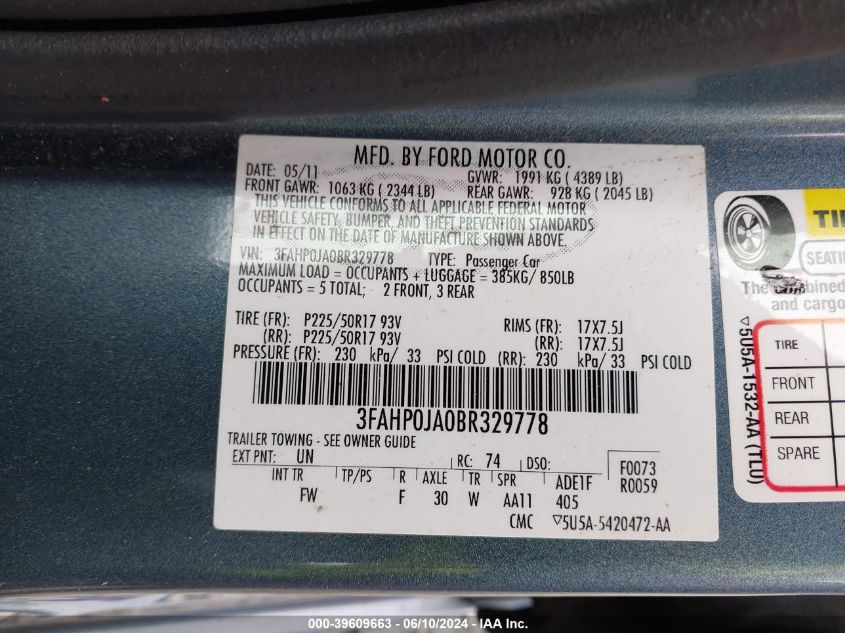 MFD. BY FORD MOTOR CO.
DATE: 05/11 GVWR: 1991 KG ( 4389 LB)
FRONT GAWR: 1063 KG ( 2344 LB) REAR GAWR: 928 KG ( 2045 LB)
THIS VEHICLE CONFORMS TO ALL APPLICABLE FEDERAL MOTOR
VEHICLE SAFETY, BUMPER, AND THEFT PREVENTION STANDARDS
IN EFFECT ON THE DATE OF MANUFACTURE SHOWN ABOVE.
VIN: 3FAHP0JA0BR329778 TYPE: Passenger Car
MAXIMUM LOAD = OCCUPANTS + LUGGAGE = 385KG/ 850LB
OCCUPANTS = 5 TOTAL; 2 FRONT, 3 REAR
TIRE (FR): P225/50R17 93V RIMS (FR): 17X7.5J
(RR): P225/50R17 93V (RR): 17X7.5J
PRESSURE (FR): 230 kPa/ 33 PSI COLD (RR): 230 kPa/ 33 PSI COLD
3FAHP0JA0BR329778
TRAILER TOWING - SEE OWNER GUIDE
EXT PNT: UN RC: 74 DSO: F0073
R0059
INT TR TP/PS R AXLE TR SPR ADE1F
FW F 30 W AA11 405
CMC ▽5U5A-5420472-AA
TI
SEATIN
The combined
and cargo
TIRE
FRONT
REAR
SPARE
▽5U5A-1532-AA (TLU)
000-39609663 - 06/10/2024 - IAA Inc.